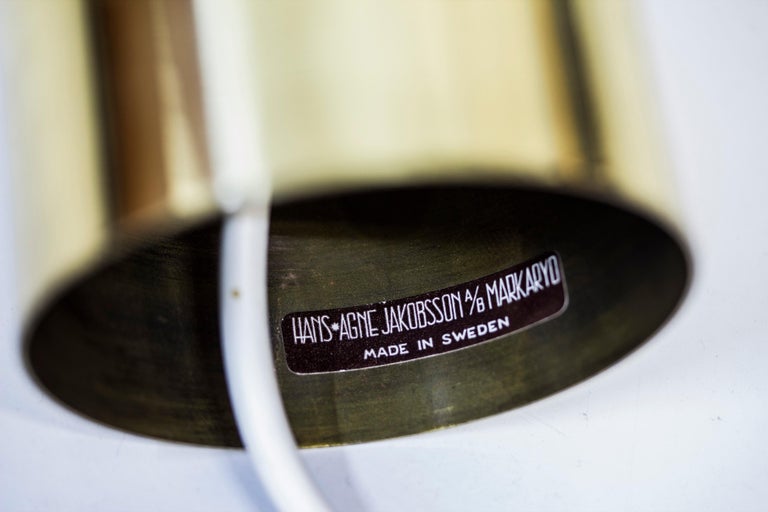 HANS*AGNE JAKOBSSON A/B MARKARYD
MADE IN SWEDEN